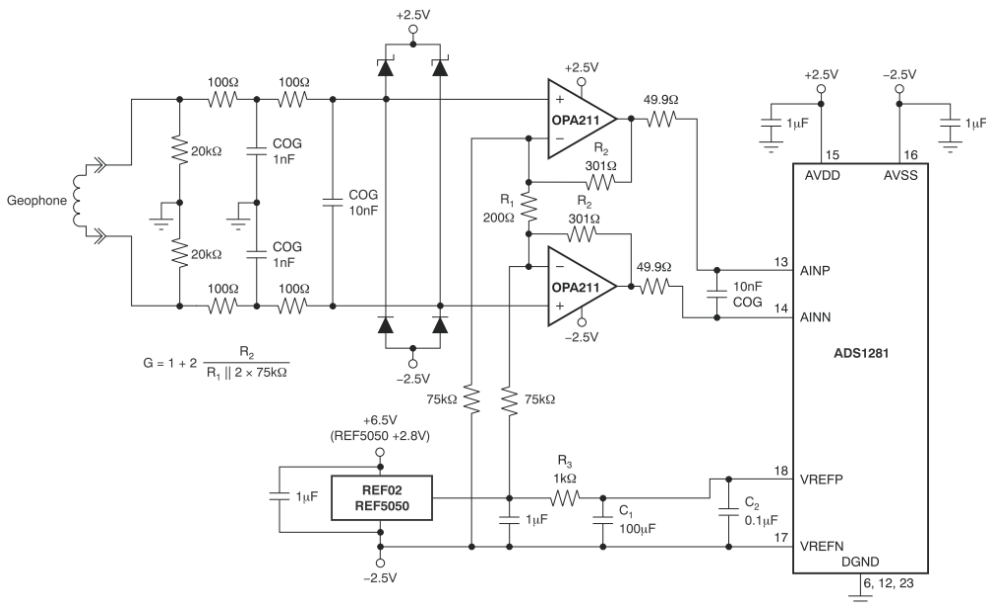 +2.5V
100Ω
100Ω
+2.5V
+2.5V
−2.5V
+
OPA211
−
49.9Ω
1μF
1μF
20kΩ
COG
1nF
R2
301Ω
15
16
AVDD
AVSS
Geophone
COG
10nF
R1
200Ω
R2
301Ω
20kΩ
COG
1nF
−
OPA211
+
49.9Ω
13
AINP
10nF
COG
14
AINN
100Ω
100Ω
−2.5V
ADS1281
G = 1 + 2 R2
R1 || 2 × 75kΩ
−2.5V
75kΩ
75kΩ
+6.5V
(REF5050 +2.8V)
R3
1kΩ
18
VREFP
1μF
REF02
REF5050
1μF
C1
100μF
C2
0.1μF
17
VREFN
−2.5V
DGND
6, 12, 23